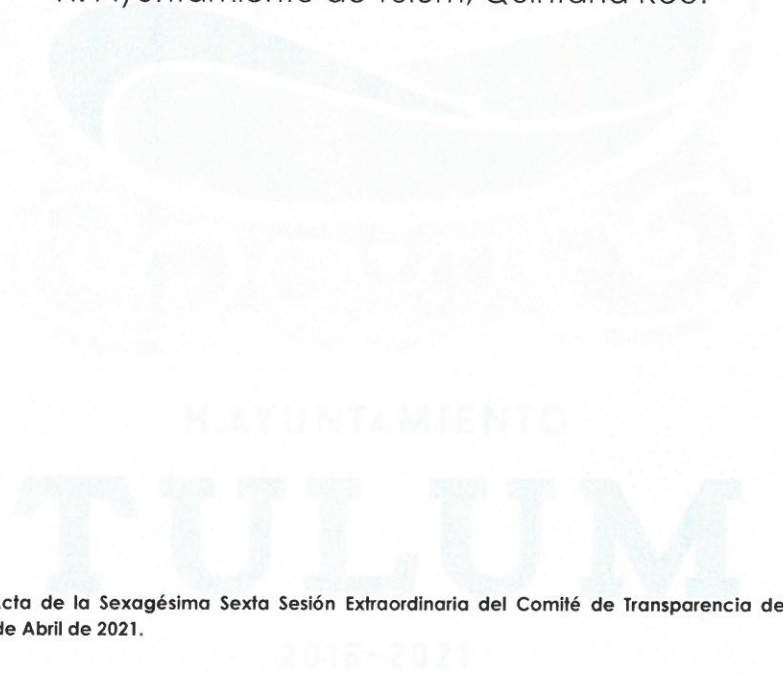 H. Ayuntamiento de Tulum, Quintana Roo.
H. AYUNTAMIENTO
TULUM
cta de la Sexagésima Sexta Sesión Extraordinaria del Comité de Transparencia de
de Abril de 2021.
2018-2021